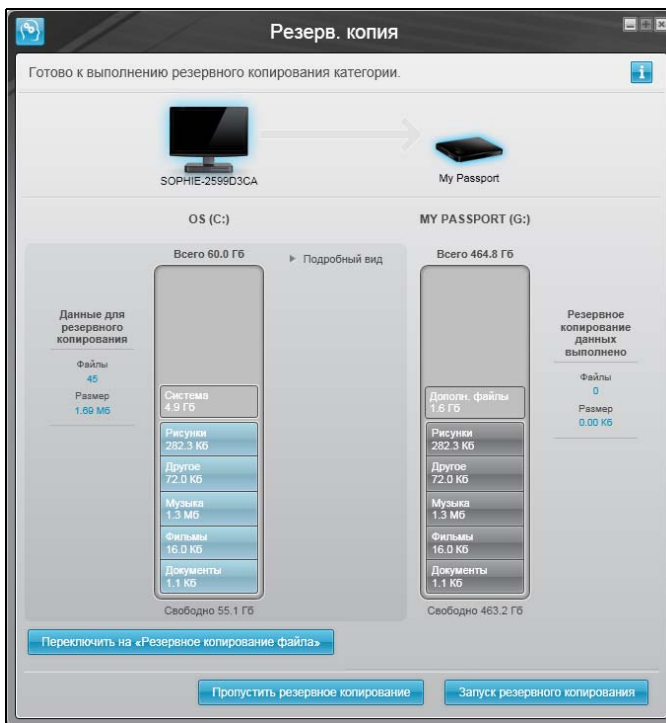 Резерв. копия
Готово к выполнению резервного копирования категории.
SOPHIE-2599D3CA
My Passport
OS (C:)
MY PASSPORT (G:)
Всего 60.0 Гб
Подробный вид
Всего 464.8 Гб
Данные для
резервного
копирования
Файлы
45
Размер
1.69 Мб
Система
4.9 Гб
Рисунки
282.3 Кб
Другое
72.0 Кб
Музыка
1.3 Мб
Фильмы
16.0 Кб
Документы
1.1 Кб
Свободно 55.1 Гб
Дополн. файлы
1.6 Гб
Рисунки
282.3 Кб
Другое
72.0 Кб
Музыка
1.3 Мб
Фильмы
16.0 Кб
Документы
1.1 Кб
Свободно 463.2 Гб
Резервное
копирование
данных
выполнено
Файлы
0
Размер
0.00 Кб
Переключить на «Резервное копирование файла»
Пропустить резервное копирование
Запуск резервного копирования